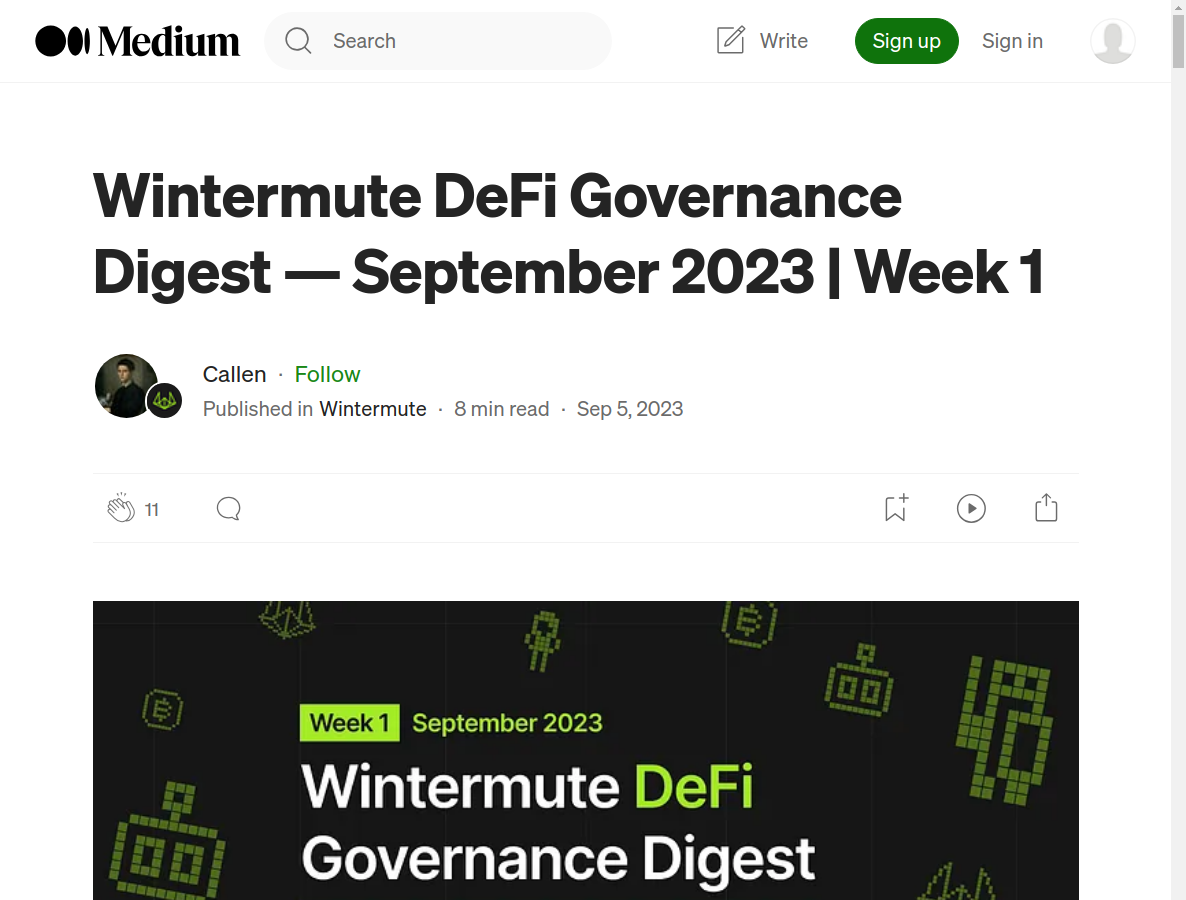 Medium
Search
Write
Sign up
Sign in
Wintermute DeFi Governance
Digest — September 2023 | Week 1
Callen · Follow
Published in Wintermute · 8 min read · Sep 5, 2023
11
Week 1 September 2023
Wintermute DeFi
Governance Digest